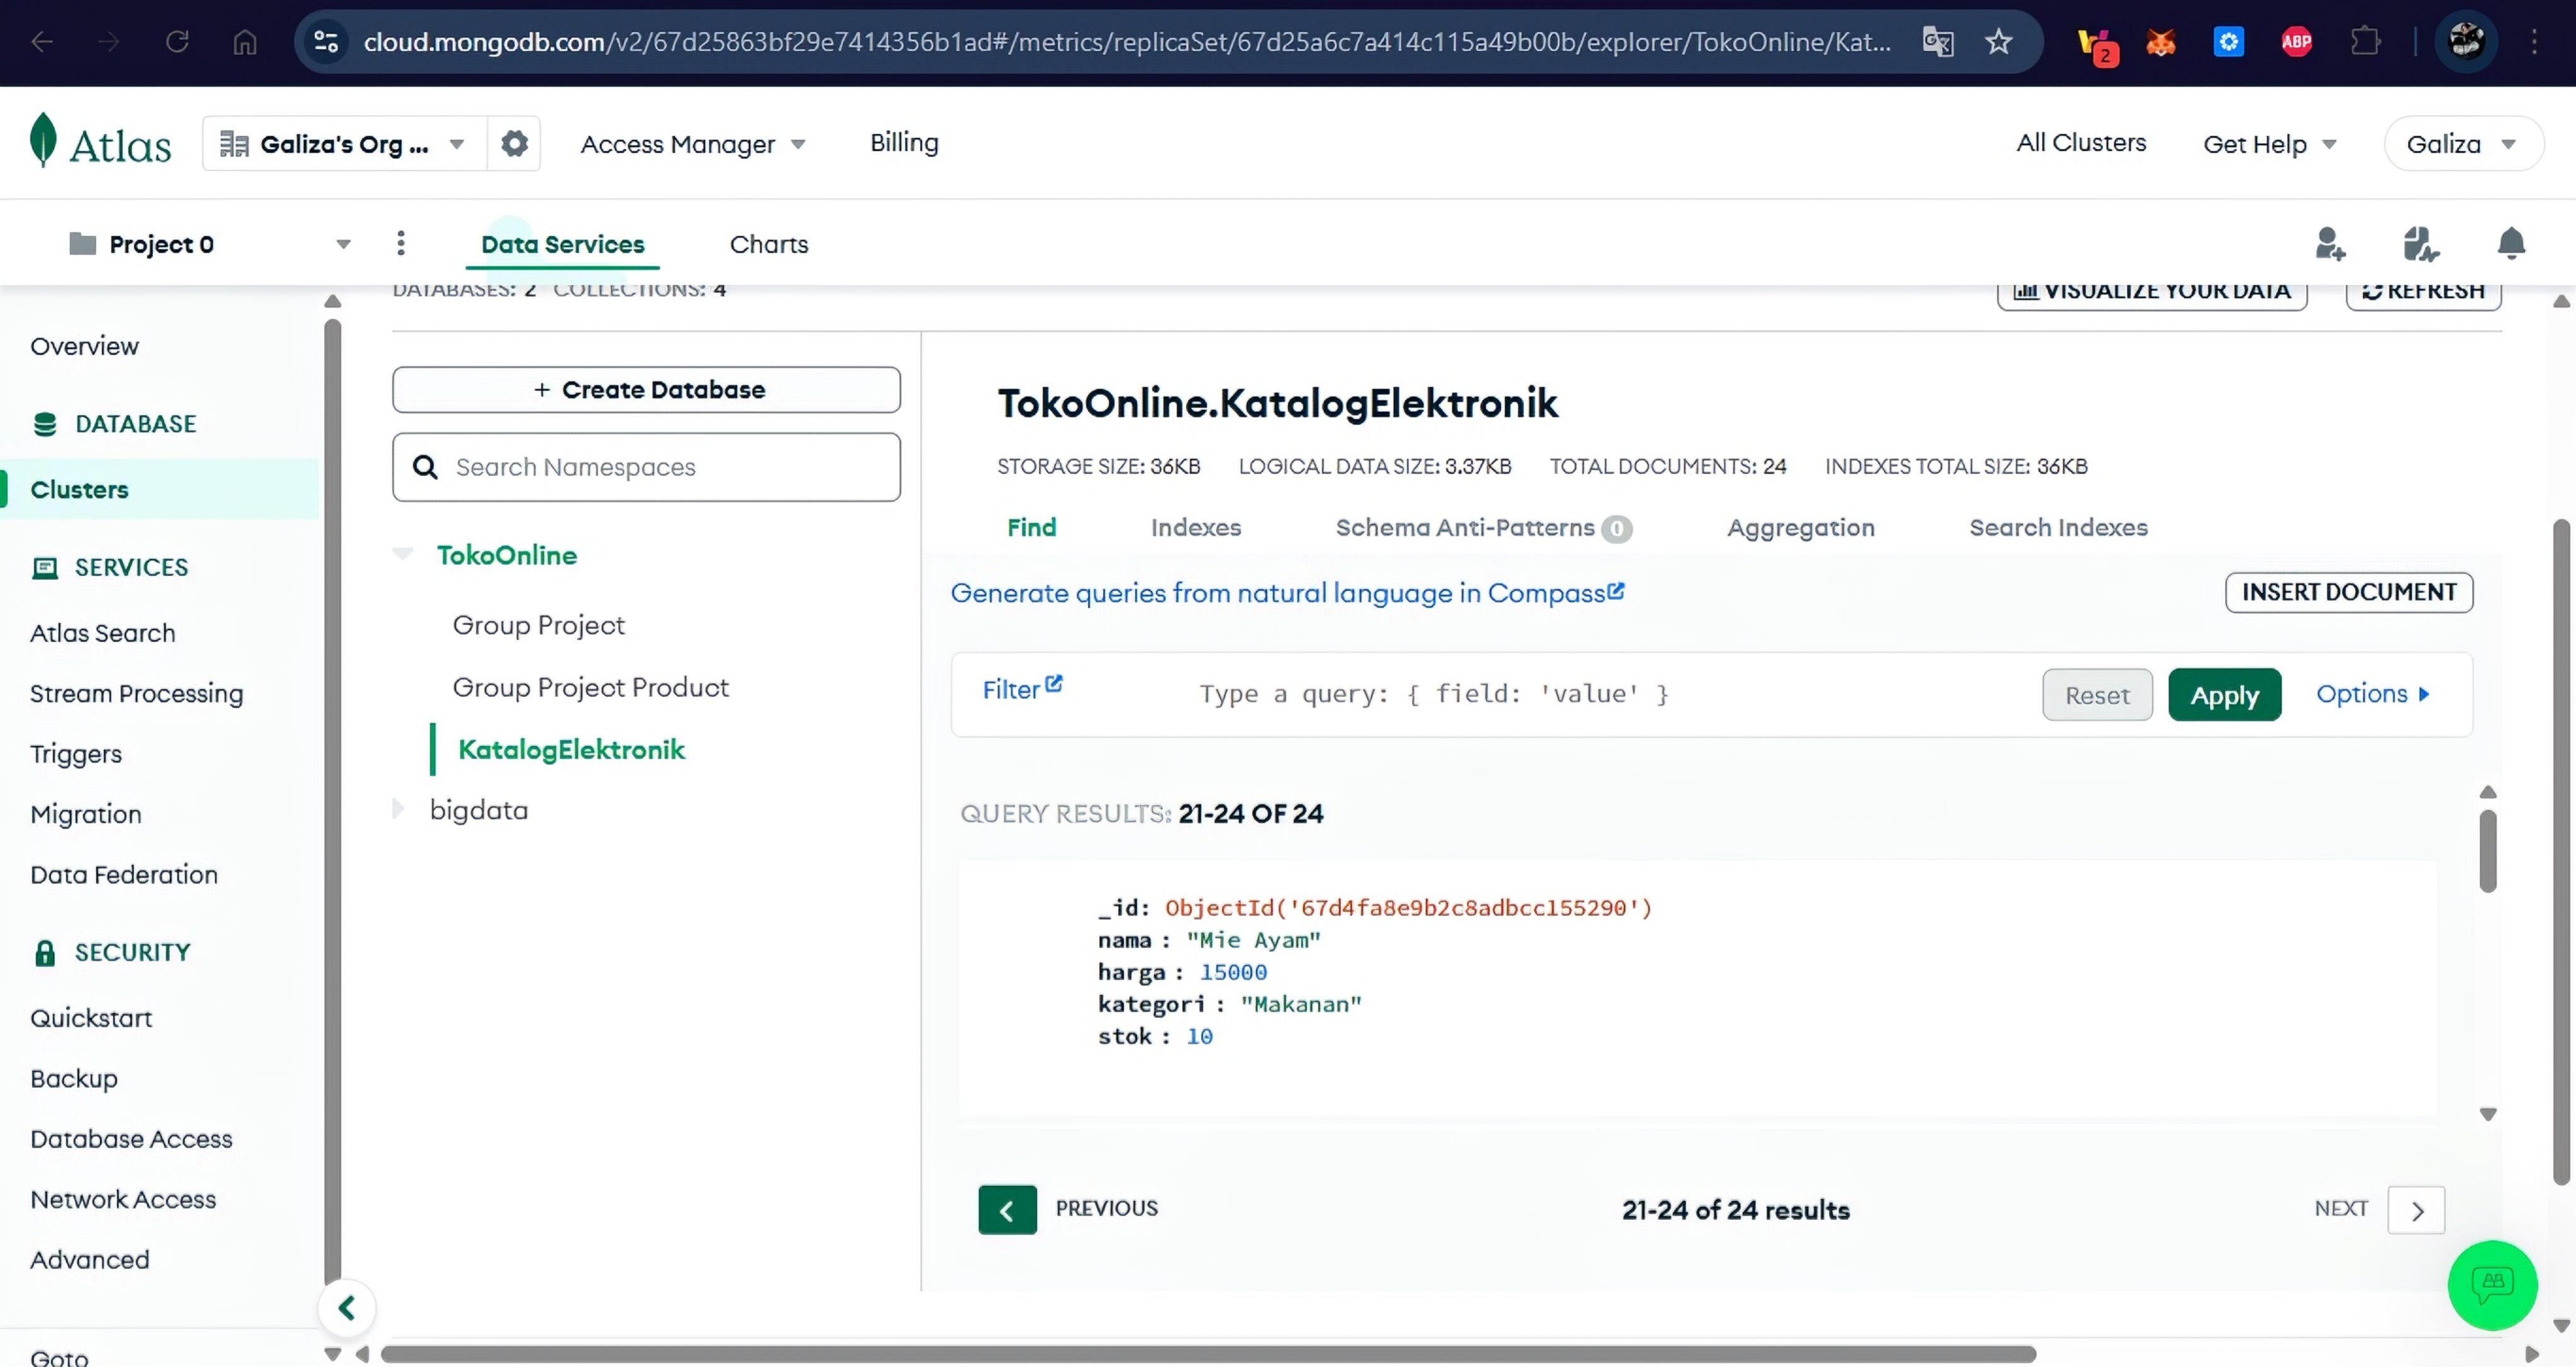 cloud.mongodb.com/v2/67d25863bf29e7414356b1ad#/metrics/replicaSet/67d25a6c7a414c115a49b00b/explorer/TokoOnline/Kat...
2
ABP
Atlas
Galiza's Org ...
Access Manager
Billing
All Clusters
Get Help
Galiza
Project 0
Data Services
Charts
DATABASES: 2 COLLECTIONS: 4
VISUALIZE YOUR DATA
REFRESH
Overview
DATABASE
Clusters
SERVICES
Atlas Search
Stream Processing
Triggers
Migration
Data Federation
SECURITY
Quickstart
Backup
Database Access
Network Access
Advanced
Goto
+ Create Database
Search Namespaces
TokoOnline
Group Project
Group Project Product
KatalogElektronik
bigdata
TokoOnline.KatalogElektronik
STORAGE SIZE: 36KB LOGICAL DATA SIZE: 3.37KB TOTAL DOCUMENTS: 24 INDEXES TOTAL SIZE: 36KB
Find Indexes Schema Anti-Patterns 0 Aggregation Search Indexes
Generate queries from natural language in Compass
INSERT DOCUMENT
Filter
Type a query: { field: 'value' }
Reset
Apply
Options
QUERY RESULTS: 21-24 OF 24
_id: ObjectId('67d4fa8e9b2c8adbcc155290')
nama : "Mie Ayam"
harga : 15000
kategori : "Makanan"
stok : 10
PREVIOUS
21-24 of 24 results
NEXT